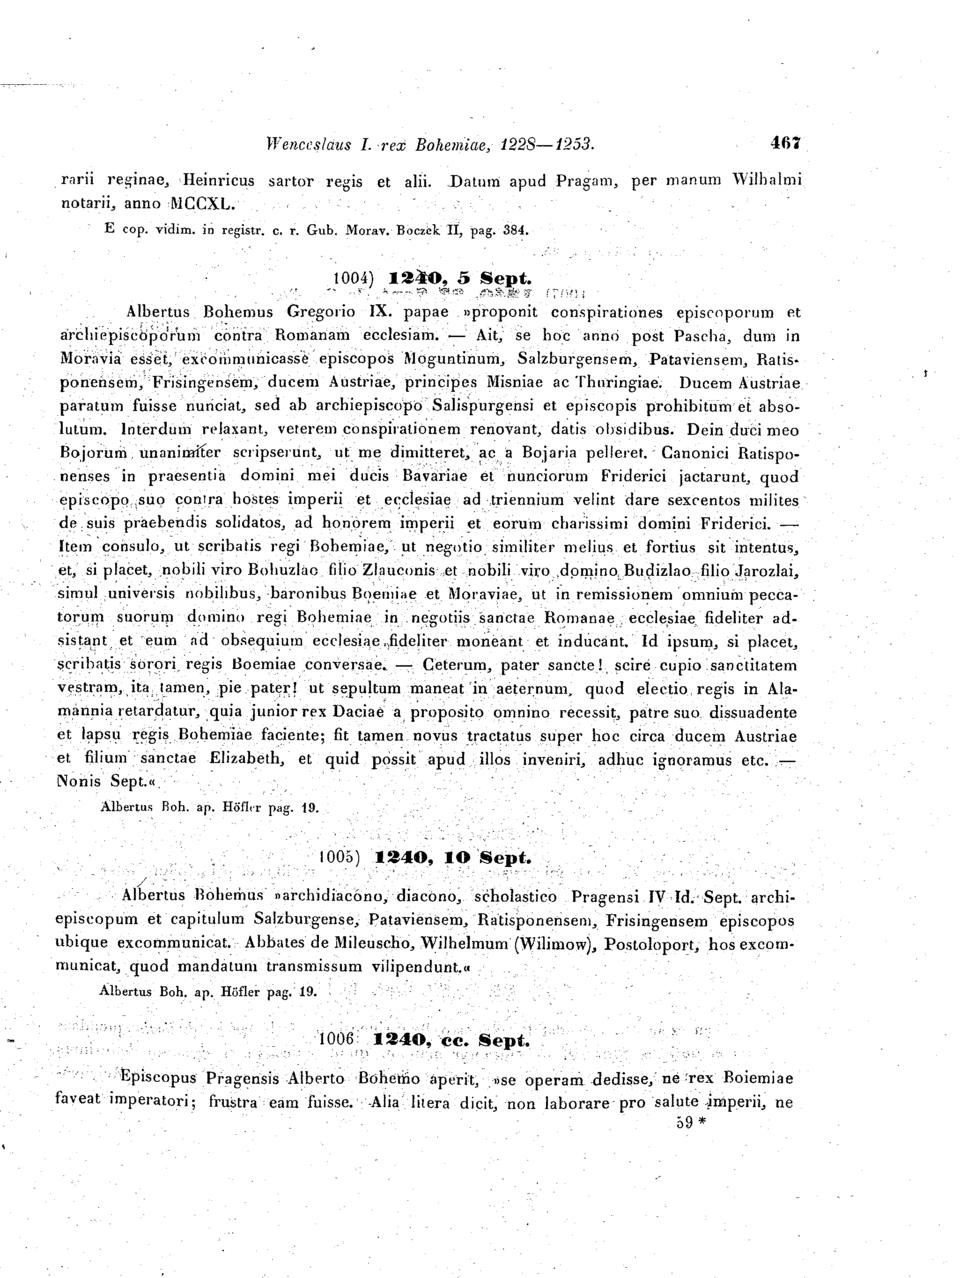 Wenceslaus I. rex Bohemiae, 1228—1253. 467
rarii reginae, Heinricus sartor regis et alii. Datum apud Pragam, per manum Wilhalmi
notarii, anno MCCXL.
E cop. vidim. in registr. c. r. Gub. Morav. Boczek II, pag. 384.
1004) 1240, 5 Sept.
Albertus Bohemus Gregorio IX. papae »proponit conspirationes episcoporum et
archiepiscoporum contra Romanam ecclesiam. — Ait, se hoc anno post Pascha, dum in
Moravia esset, excommunicasse episcopos Moguntinum, Salzburgensem, Pataviensem, Ratis-
ponensem, Frisingensem, ducem Austriae, principes Misniae ac Thuringiae. Ducem Austriae
paratum fuisse nunciat, sed ab archiepiscopo Salispurgensi et episcopis prohibitum et abso-
lutum. Interdum relaxant, veterem conspirationem renovant, datis obsidibus. Dein duci meo
Bojorum unanimiter scripserunt, ut me dimitteret, ac a Bojaria pelleret. Canonici Ratispo-
nenses in praesentia domini mei ducis Bavariae et nunciorum Friderici jactarunt, quod
episcopo suo contra hostes imperii et ecclesiae ad triennium velint dare sexcentos milites
de suis praebendis solidatos, ad honorem imperii et eorum charissimi domini Friderici. —
Item consulo, ut scribatis regi Bohemiae, ut negotio similiter melius et fortius sit intentus,
et, si placet, nobili viro Bohuzlao filio Zlauconis et nobili viro domino Budizlao filio Jarozlai,
simul universis nobilibus, baronibus Boemiae et Moraviae, ut in remissionem omnium pecca-
torum suorum domino regi Bohemiae in negotiis sanctae Romanae ecclesiae fideliter ad-
sistant et eum ad obsequium ecclesiae fideliter moneant et inducant. Id ipsum, si placet,
scribatis sorori regis Boemiae conversae. — Ceterum, pater sancte! scire cupio sanctitatem
vestram, ita tamen, pie pater! ut sepultum maneat in aeternum, quod electio regis in Ala-
mannia retardatur, quia junior rex Daciae a proposito omnino recessit, patre suo dissuadente
et lapsu regis Bohemiae faciente; fit tamen novus tractatus super hoc circa ducem Austriae
et filium sanctae Elizabeth, et quid possit apud illos inveniri, adhuc ignoramus etc. —
Nonis Sept.«
Albertus Boh. ap. Höfler pag. 19.
1005) 1240, 10 Sept.
Albertus Bohemus »archidiacono, diacono, scholastico Pragensi IV Id. Sept. archi-
episcopum et capitulum Salzburgense, Pataviensem, Ratisponsensem, Frisingensem episcopos
ubique excommunicat. Abbates de Mileuscho, Wilhelmum (Wilimow), Postoloport, hos excom-
municat, quod mandatum transmissum vilipendunt.«
Albertus Boh. ap. Höfler pag. 19.
1006 1240, cc. Sept.
Episcopus Pragensis Alberto Bohemo aperit, »se operam dedisse, ne rex Boiemiae
faveat imperatori; frustra eam fuisse. Alia litera dicit, non laborare pro salute imperii, ne
59 *